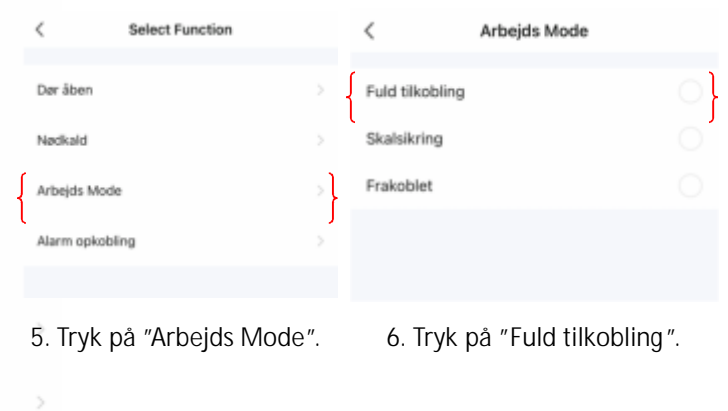 Select Function
Dør åben
Nødkald
Arbejds Mode
Alarm opkobling
5. Tryk på "Arbejds Mode".
Arbejds Mode
Fuld tilkobling
Skalsikring
Frakoblet
6. Tryk på "Fuld tilkobling".